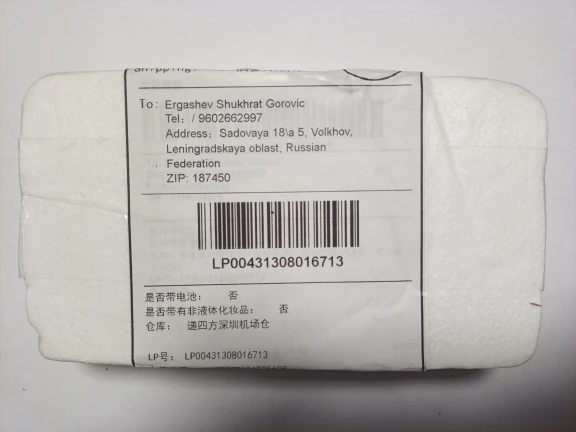 Shipping:
To: Ergashev Shukhrat Gorovic
Tel: / 9602662997
Address: Sadovaya 18\a 5, Volkhov,
Leningradskaya oblast, Russian
Federation
ZIP: 187450
LP00431308016713
是否带电池: 否
是否带有非液体化妆品: 否
仓库: 递四方深圳机场仓
LP号: LP00431308016713